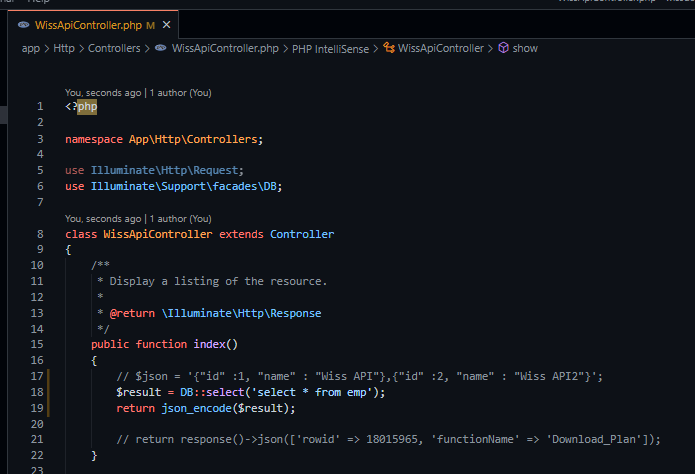 WissApiController.php M ×
app > Http > Controllers > WissApiController.php > PHP IntelliSense > WissApiController > show
You, seconds ago | 1 author (You)
1 <?php
2
3 namespace App\Http\Controllers;
4
5 use Illuminate\Http\Request;
6 use Illuminate\Support\facades\DB;
7
You, seconds ago | 1 author (You)
8 class WissApiController extends Controller
9 {
10 /**
11 * Display a listing of the resource.
12 *
13 * @return \Illuminate\Http\Response
14 */
15 public function index()
16 {
17 // $json = '{"id" :1, "name" : "Wiss API"},{"id" :2, "name" : "Wiss API2"}';
18 $result = DB::select('select * from emp');
19 return json_encode($result);
20
21 // return response()->json(['rowid' => 18015965, 'functionName' => 'Download_Plan']);
22 }
23